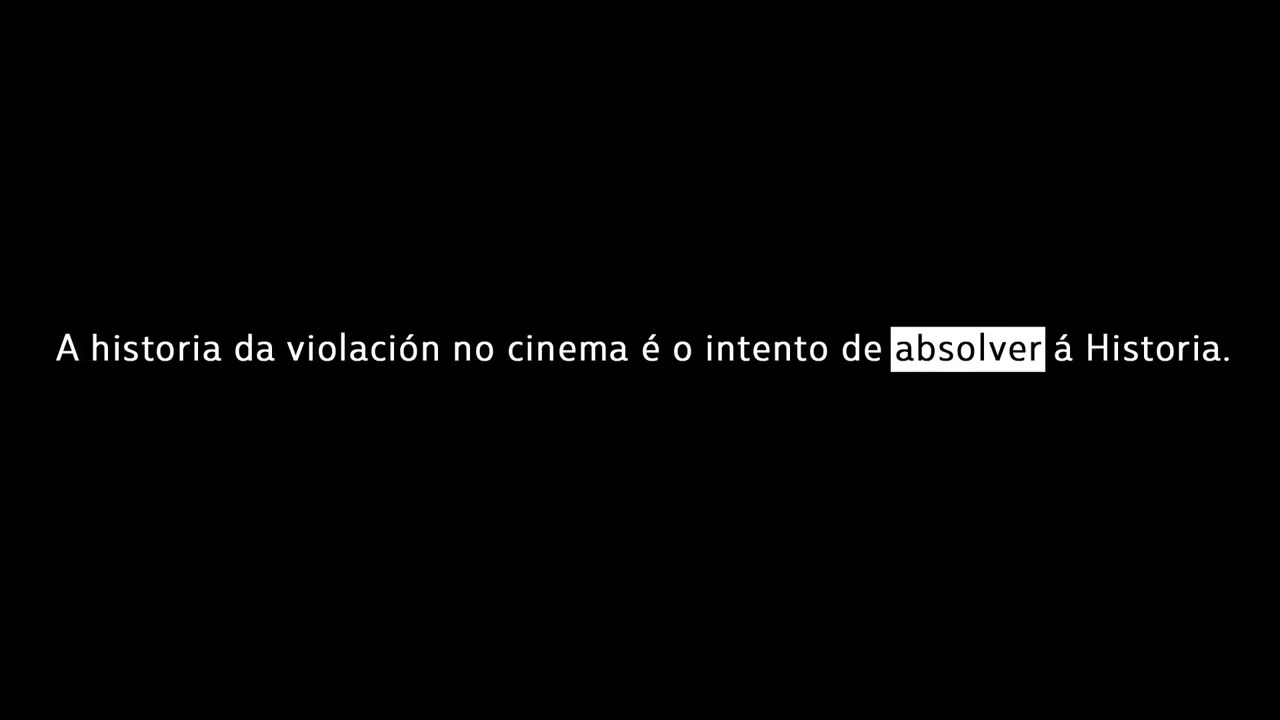 A historia da violación no cinema é o intento de absolver á Historia.